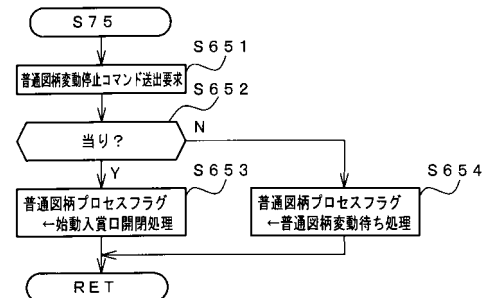 S75
S651
普通図柄変動停止コマンド送出要求
S652
当り?
N
Y
S653
普通図柄プロセスフラグ
←始動入賞口開閉処理
S654
普通図柄プロセスフラグ
←普通図柄変動待ち処理
RET